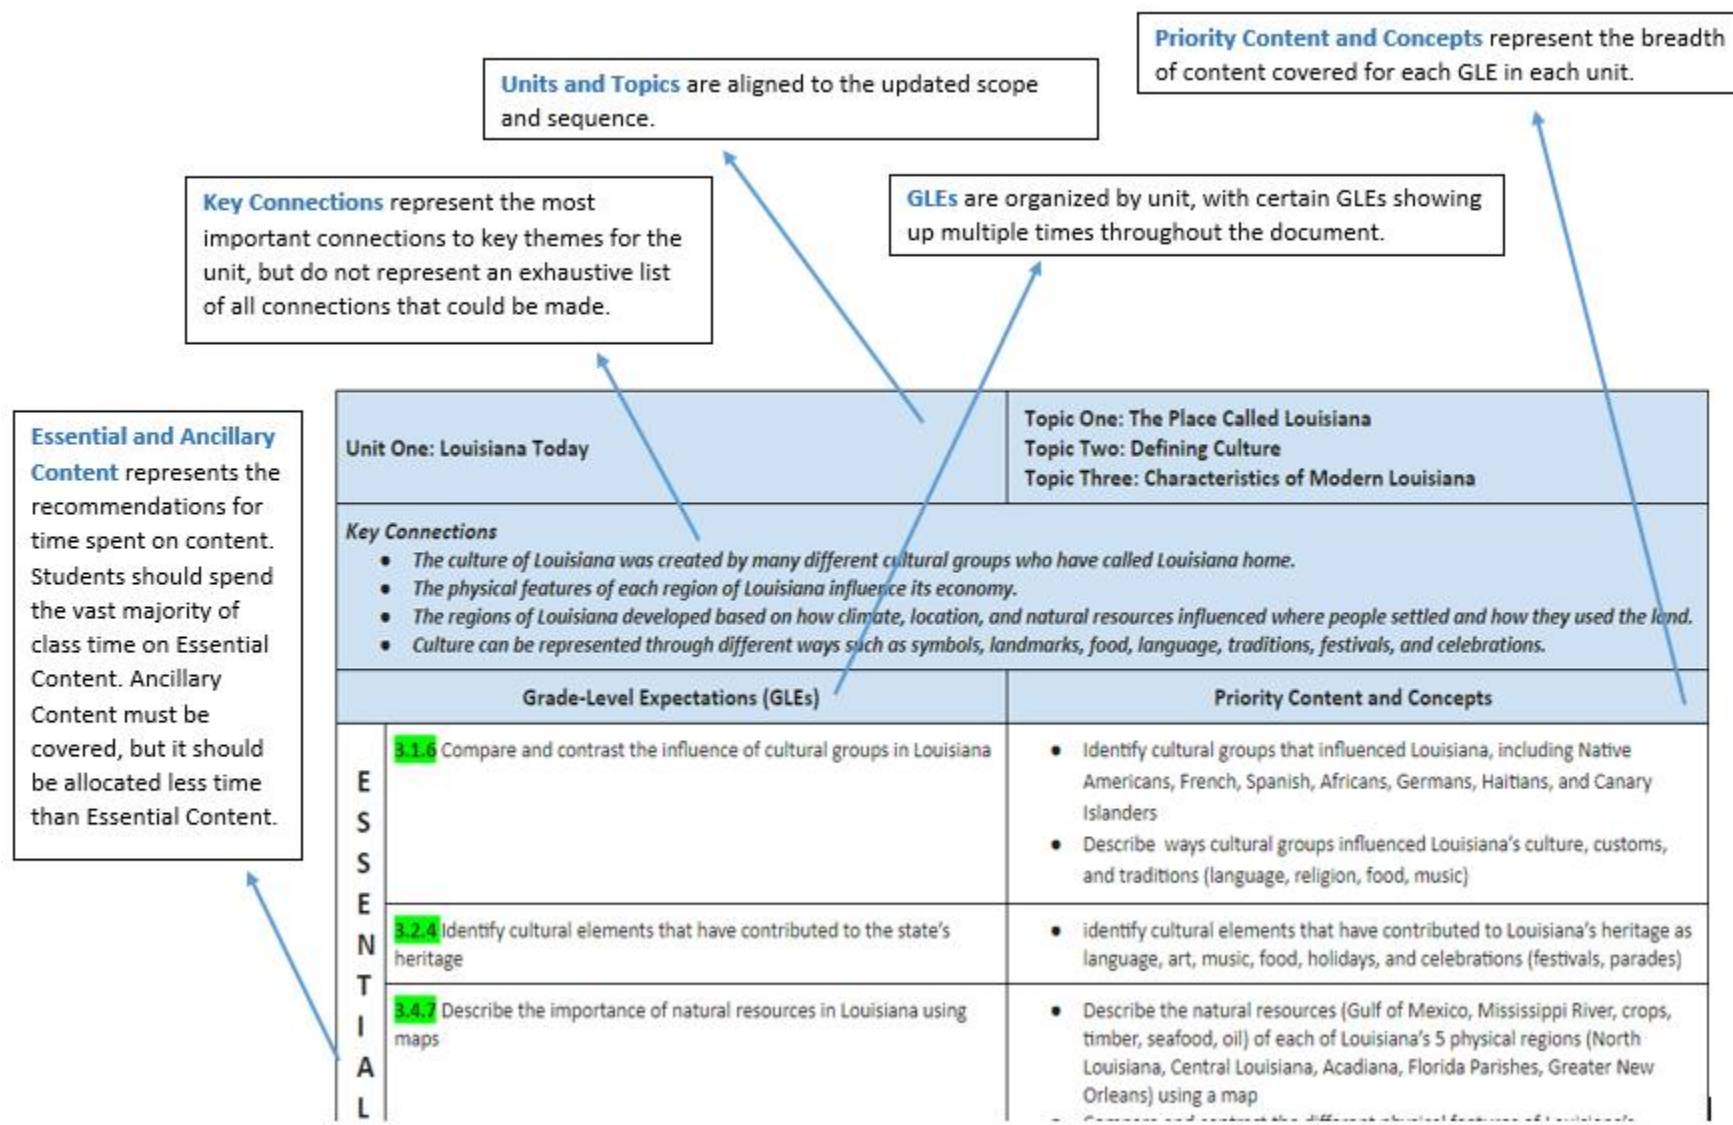 Priority Content and Concepts represent the breadth
of content covered for each GLE in each unit.
Units and Topics are aligned to the updated scope
and sequence.
Key Connections represent the most
important connections to key themes for the
unit, but do not represent an exhaustive list
of all connections that could be made.
GLEs are organized by unit, with certain GLEs showing
up multiple times throughout the document.
Essential and Ancillary
Content represents the
recommendations for
time spent on content.
Students should spend
the vast majority of
class time on Essential
Content. Ancillary
Content must be
covered, but it should
be allocated less time
than Essential Content.
Unit One: Louisiana Today
Topic One: The Place Called Louisiana
Topic Two: Defining Culture
Topic Three: Characteristics of Modern Louisiana
Key Connections
• The culture of Louisiana was created by many different cultural groups who have called Louisiana home.
• The physical features of each region of Louisiana influence its economy.
• The regions of Louisiana developed based on how climate, location, and natural resources influenced where people settled and how they used the land.
• Culture can be represented through different ways such as symbols, landmarks, food, language, traditions, festivals, and celebrations.
Grade-Level Expectations (GLEs)
Priority Content and Concepts
ESSENTIAL
3.1.6 Compare and contrast the influence of cultural groups in Louisiana
• Identify cultural groups that influenced Louisiana, including Native
Americans, French, Spanish, Africans, Germans, Haitians, and Canary
Islanders
• Describe ways cultural groups influenced Louisiana's culture, customs,
and traditions (language, religion, food, music)
3.2.4 Identify cultural elements that have contributed to the state's
heritage
• identify cultural elements that have contributed to Louisiana's heritage as
language, art, music, food, holidays, and celebrations (festivals, parades)
3.4.7 Describe the importance of natural resources in Louisiana using
maps
• Describe the natural resources (Gulf of Mexico, Mississippi River, crops,
timber, seafood, oil) of each of Louisiana's 5 physical regions (North
Louisiana, Central Louisiana, Acadiana, Florida Parishes, Greater New
Orleans) using a map